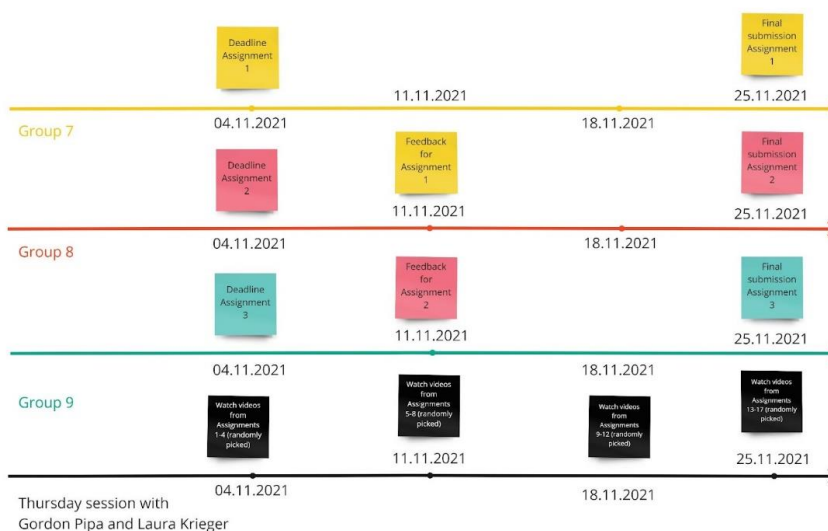 Deadline
Assignment
1
Final
submission
Assignment
1
11.11.2021
25.11.2021
04.11.2021
18.11.2021
Group 7
Deadline
Assignment
2
Feedback
for
Assignment
1
Final
submission
Assignment
2
11.11.2021
25.11.2021
04.11.2021
18.11.2021
Group 8
Deadline
Assignment
3
Feedback
for
Assignment
2
Final
submission
Assignment
3
11.11.2021
25.11.2021
04.11.2021
18.11.2021
Group 9
Watch videos
from
Assignments
1-4 (randomly
picked)
Watch videos
from
Assignments
5-8 (randomly
picked)
Watch videos
from
Assignments
9-12 (randomly
picked)
Watch videos
from
Assignments
13-17 (randomly
picked)
11.11.2021
25.11.2021
04.11.2021
18.11.2021
Thursday session with
Gordon Pipa and Laura Krieger